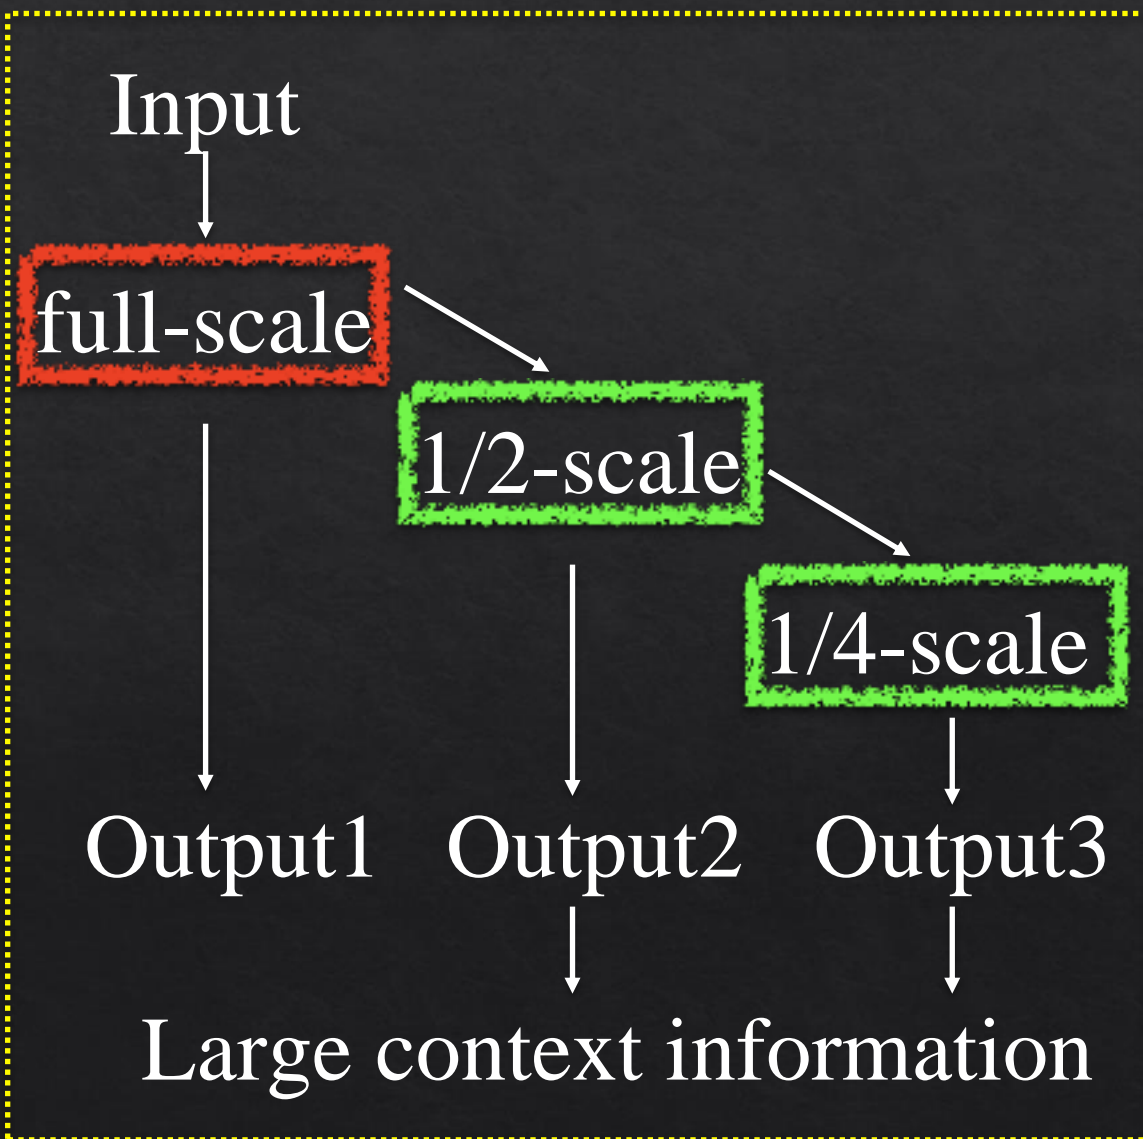 Input
full-scale
1/2-scale
1/4-scale
Output1 Output2 Output3
Large context information